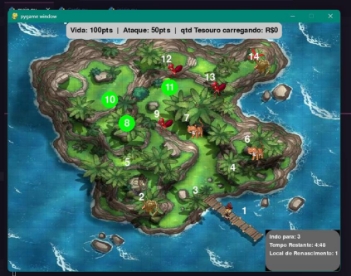 pygame window
Vida: 100pts | Ataque: 50pts | qtd Tesouro carregando: R$0
14
12
13
11
10
9
7
8
6
5
4
3
2
1
indo para: 2
Tempo Restante: 4:48
Local do Renascimento: 1